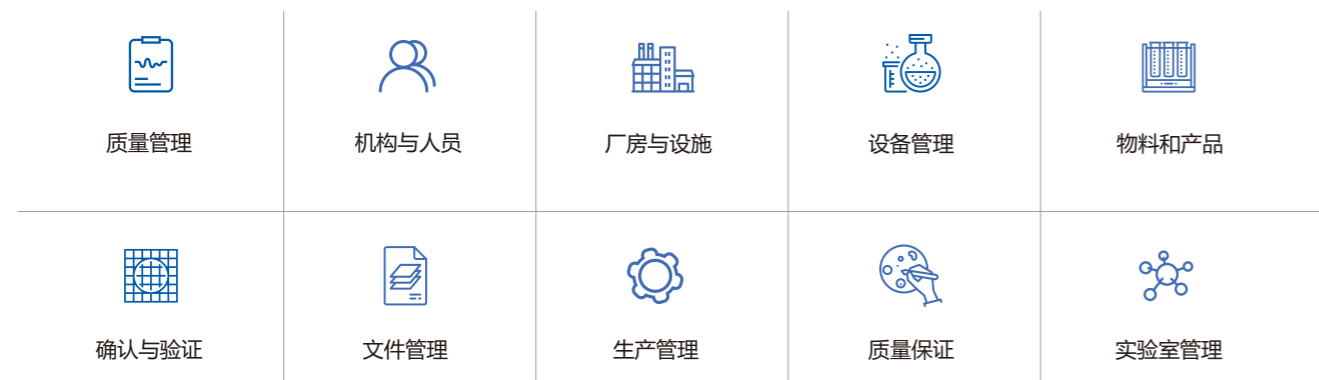 质量管理
机构与人员
厂房与设施
设备管理
物料和产品
确认与验证
文件管理
生产管理
质量保证
实验室管理